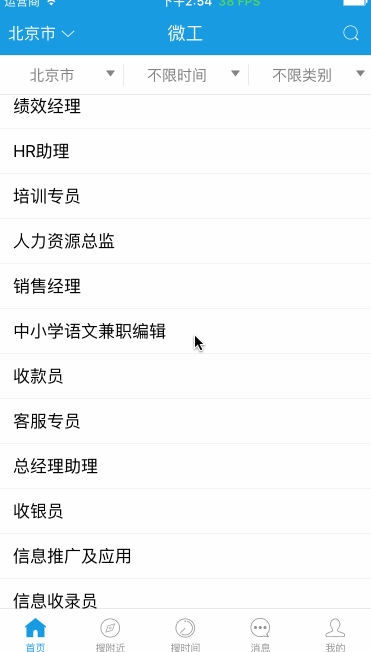 运营商 下午2:54 38 FPS
北京市 微工
北京市 不限时间 不限类别
绩效经理
HR助理
培训专员
人力资源总监
销售经理
中小学语文兼职编辑
收款员
客服专员
总经理助理
收银员
信息推广及应用
信息收录员
首页 搜附近 搜时间 消息 我的